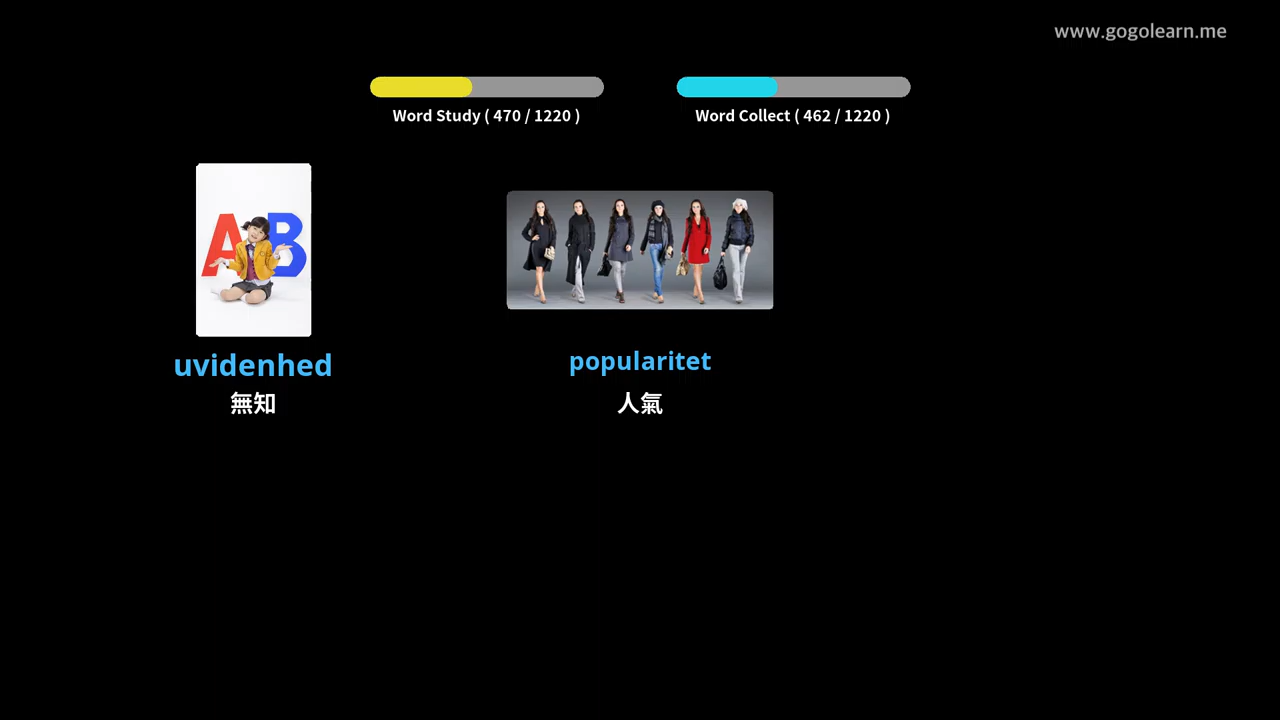 www.gogolearn.me
Word Study ( 470 / 1220 )
Word Collect ( 462 / 1220 )
A B
uvidenhed
popularitet
無知
人氣